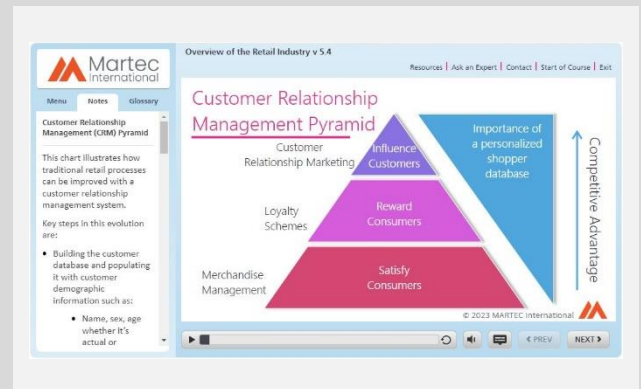 Martec
International
Overview of the Retail Industry v 5.4
Resources | Ask an Expert | Contact | Start of Course | Exit
Menu Notes Glossary
Customer Relationship
Management (CRM) Pyramid
This chart illustrates how
traditional retail processes
can be improved with a
customer relationship
management system.
Key steps in this evolution
are:
• Building the customer
database and populating
it with customer
demographic
information such as:
• Name, sex, age
whether it's
actual or
Customer Relationship
Management Pyramid
Customer
Relationship Marketing
Influence
Customers
Loyalty
Schemes
Reward
Consumers
Merchandise
Management
Satisfy
Consumers
Importance of
a personalized
shopper
database
Competitive Advantage
© 2023 MARTEC International
PREV
NEXT